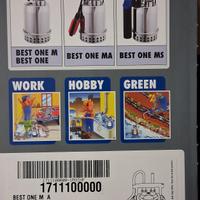 BEST ONE M
BEST ONE
BEST ONE MA
BEST ONE MS
WORK
HOBBY
GREEN
1711100000
BEST ONE M A